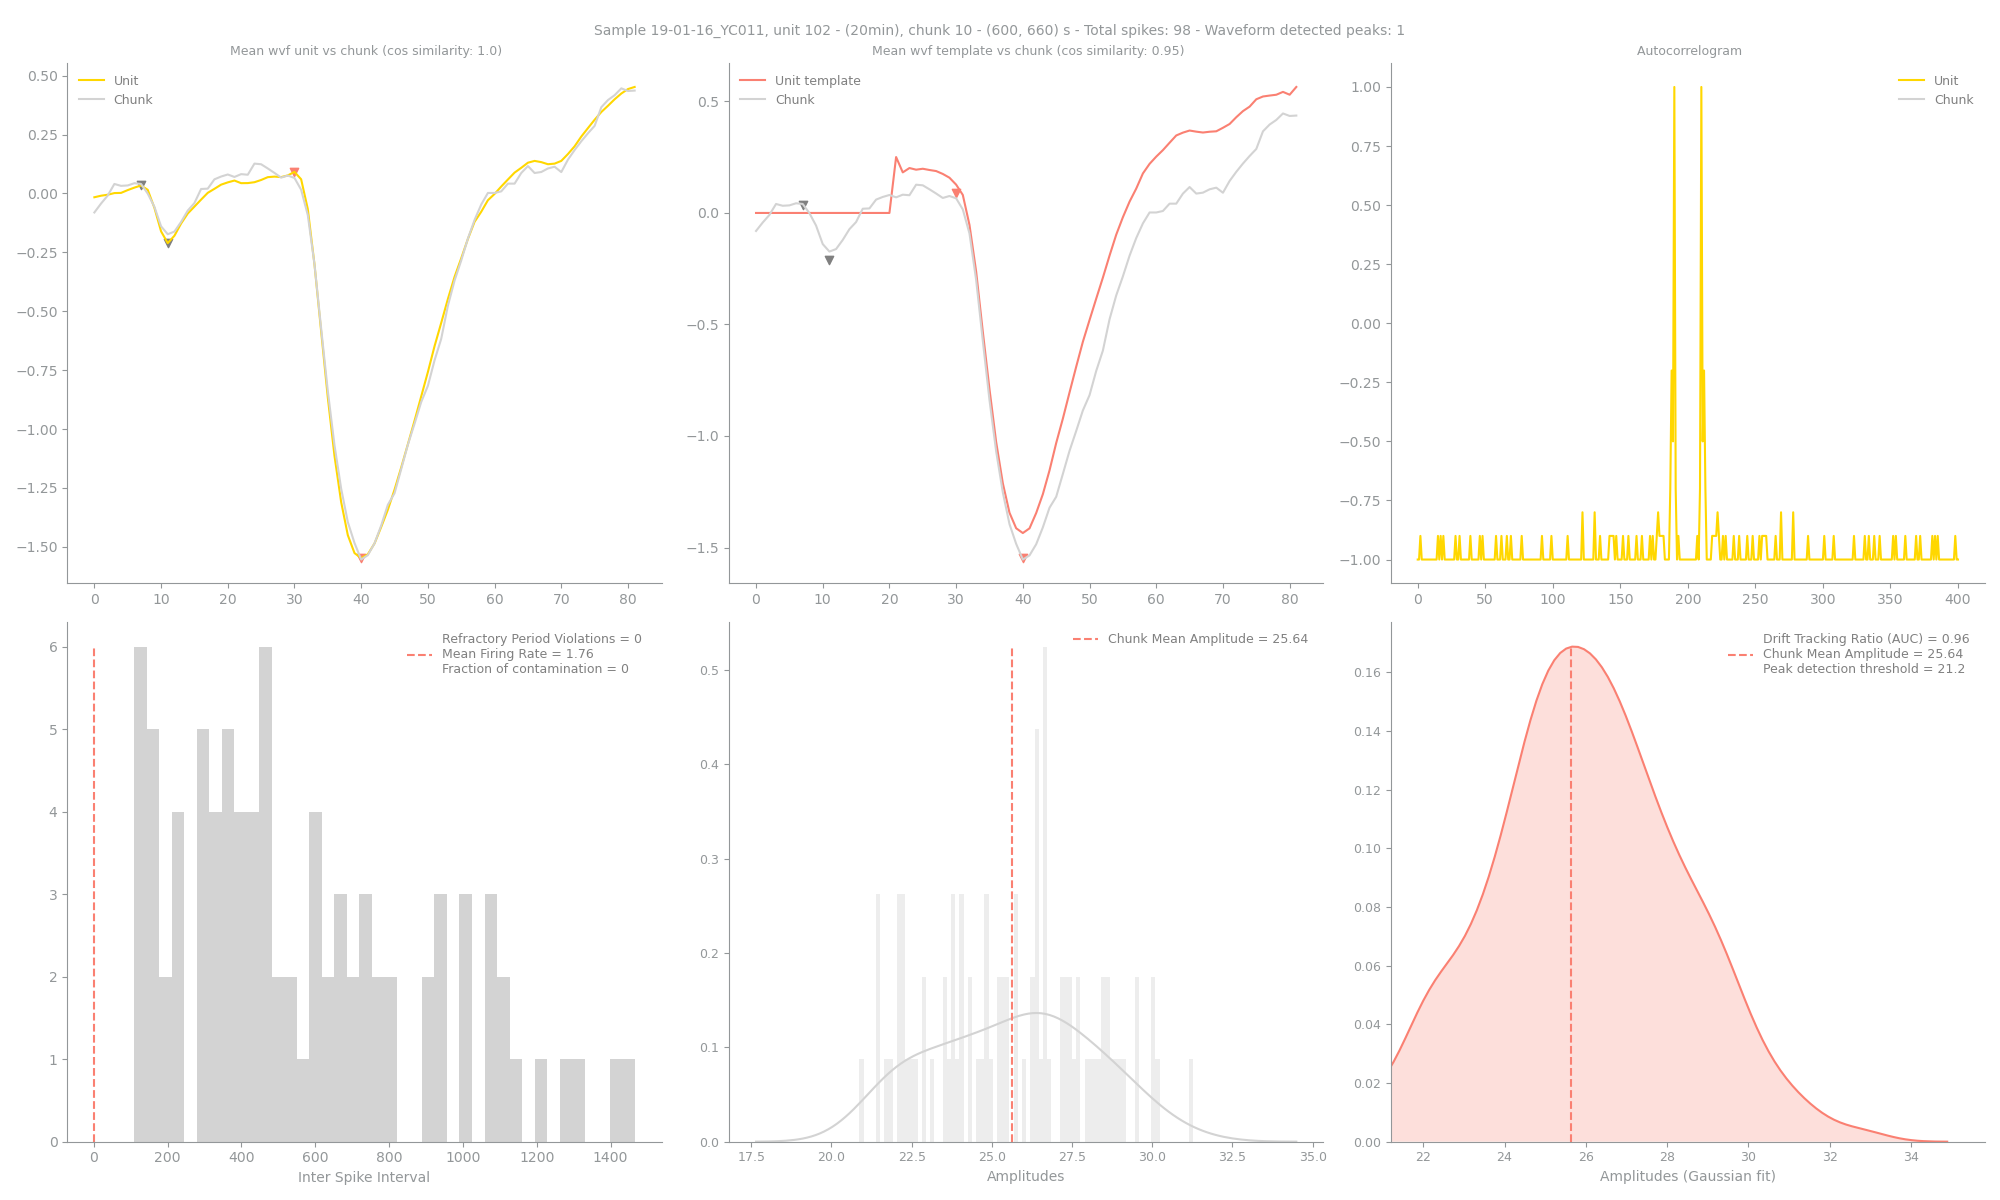 Sample 19-01-16_YC011, unit 102 - (20min), chunk 10 - (600, 660) s - Total spikes: 98 - Waveform detected peaks: 1
Mean wvf unit vs chunk (cos similarity: 1.0)
Unit
Chunk
0.50
0.25
0.00
−0.25
−0.50
−0.75
−1.00
−1.25
−1.50
0 10 20 30 40 50 60 70 80
Mean wvf template vs chunk (cos similarity: 0.95)
Unit template
Chunk
0.5
0.0
−0.5
−1.0
−1.5
0 10 20 30 40 50 60 70 80
Autocorrelogram
Unit
Chunk
1.00
0.75
0.50
0.25
0.00
−0.25
−0.50
−0.75
−1.00
0 50 100 150 200 250 300 350 400
Refractory Period Violations = 0
Mean Firing Rate = 1.76
Fraction of contamination = 0
6
5
4
3
2
1
0
0 200 400 600 800 1000 1200 1400
Inter Spike Interval
Chunk Mean Amplitude = 25.64
0.5
0.4
0.3
0.2
0.1
0.0
17.5 20.0 22.5 25.0 27.5 30.0 32.5 35.0
Amplitudes
Drift Tracking Ratio (AUC) = 0.96
Chunk Mean Amplitude = 25.64
Peak detection threshold = 21.2
0.16
0.14
0.12
0.10
0.08
0.06
0.04
0.02
0.00
22 24 26 28 30 32 34
Amplitudes (Gaussian fit)